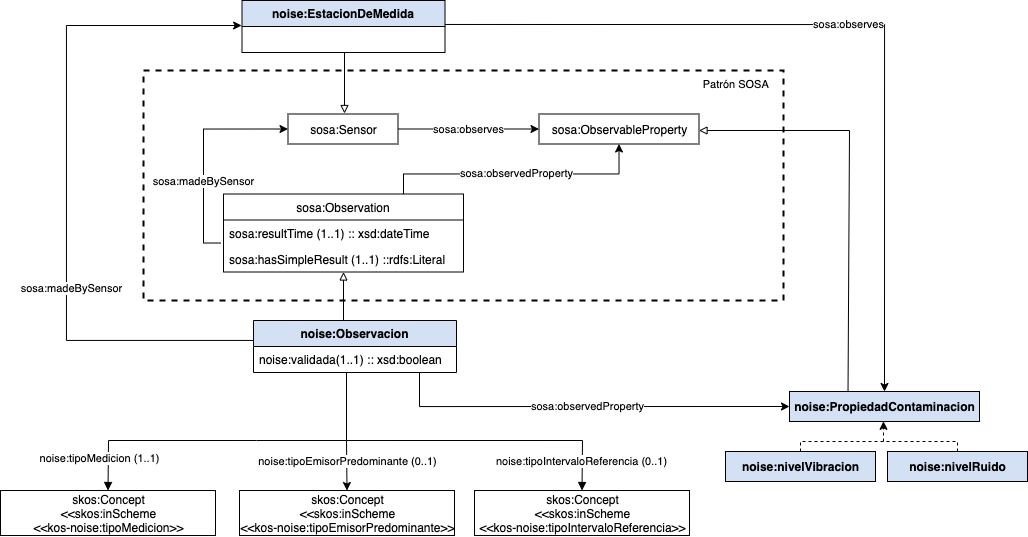 noise:EstacionDeMedida
sosa:observes
Patrón SOSA
sosa:Sensor
sosa:observes
sosa:ObservableProperty
sosa:madeBySensor
sosa:observedProperty
sosa:Observation
sosa:resultTime (1..1) :: xsd:dateTime
sosa:hasSimpleResult (1..1) ::rdfs:Literal
sosa:madeBySensor
noise:Observacion
noise:validada(1..1) :: xsd:boolean
sosa:observedProperty
noise:PropiedadContaminacion
noise:tipoMedicion (1..1)
noise:tipoEmisorPredominante (0..1)
noise:tipoIntervaloReferencia (0..1)
noise:nivelVibracion
noise:nivelRuido
skos:Concept
<<skos:inScheme
<<kos-noise:tipoMedicion>>
skos:Concept
<<skos:inScheme
<<kos-noise:tipoEmisorPredominante>>
skos:Concept
<<skos:inScheme
<<kos-noise:tipoIntervaloReferencia>>